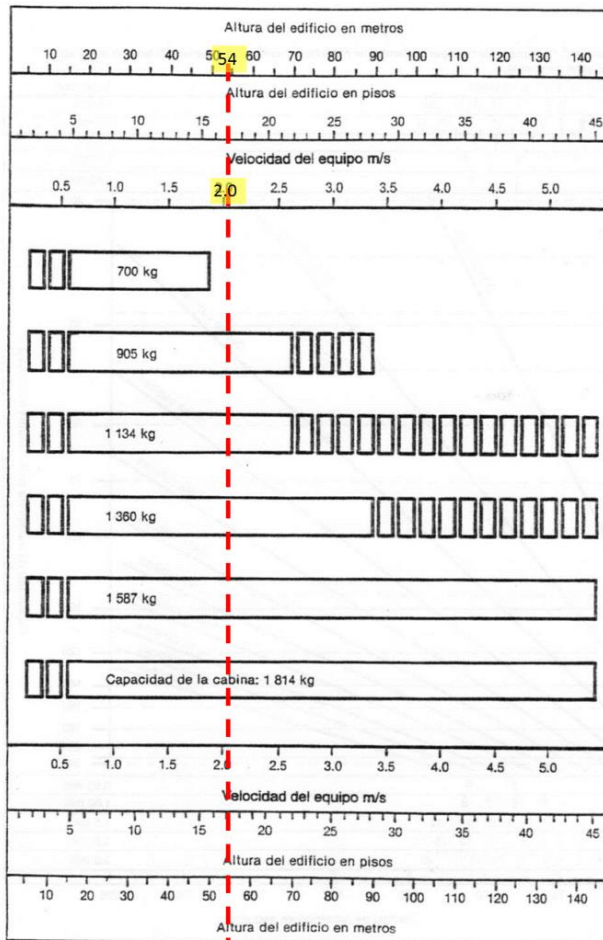 Altura del edificio en metros
10 20 30 40 50 54 60 70 80 90 100 110 120 130 140
Altura del edificio en pisos
5 10 15 20 25 30 35 40 45
Velocidad del equipo m/s
0.5 1.0 1.5 2.0 2.5 3.0 3.5 4.0 4.5 5.0
700 kg
905 kg
1 134 kg
1 360 kg
1 587 kg
Capacidad de la cabina: 1 814 kg
0.5 1.0 1.5 2.0 2.5 3.0 3.5 4.0 4.5 5.0
Velocidad del equipo m/s
5 10 15 20 25 30 35 40 45
Altura del edificio en pisos
10 20 30 40 50 60 70 80 90 100 110 120 130 140
Altura del edificio en metros